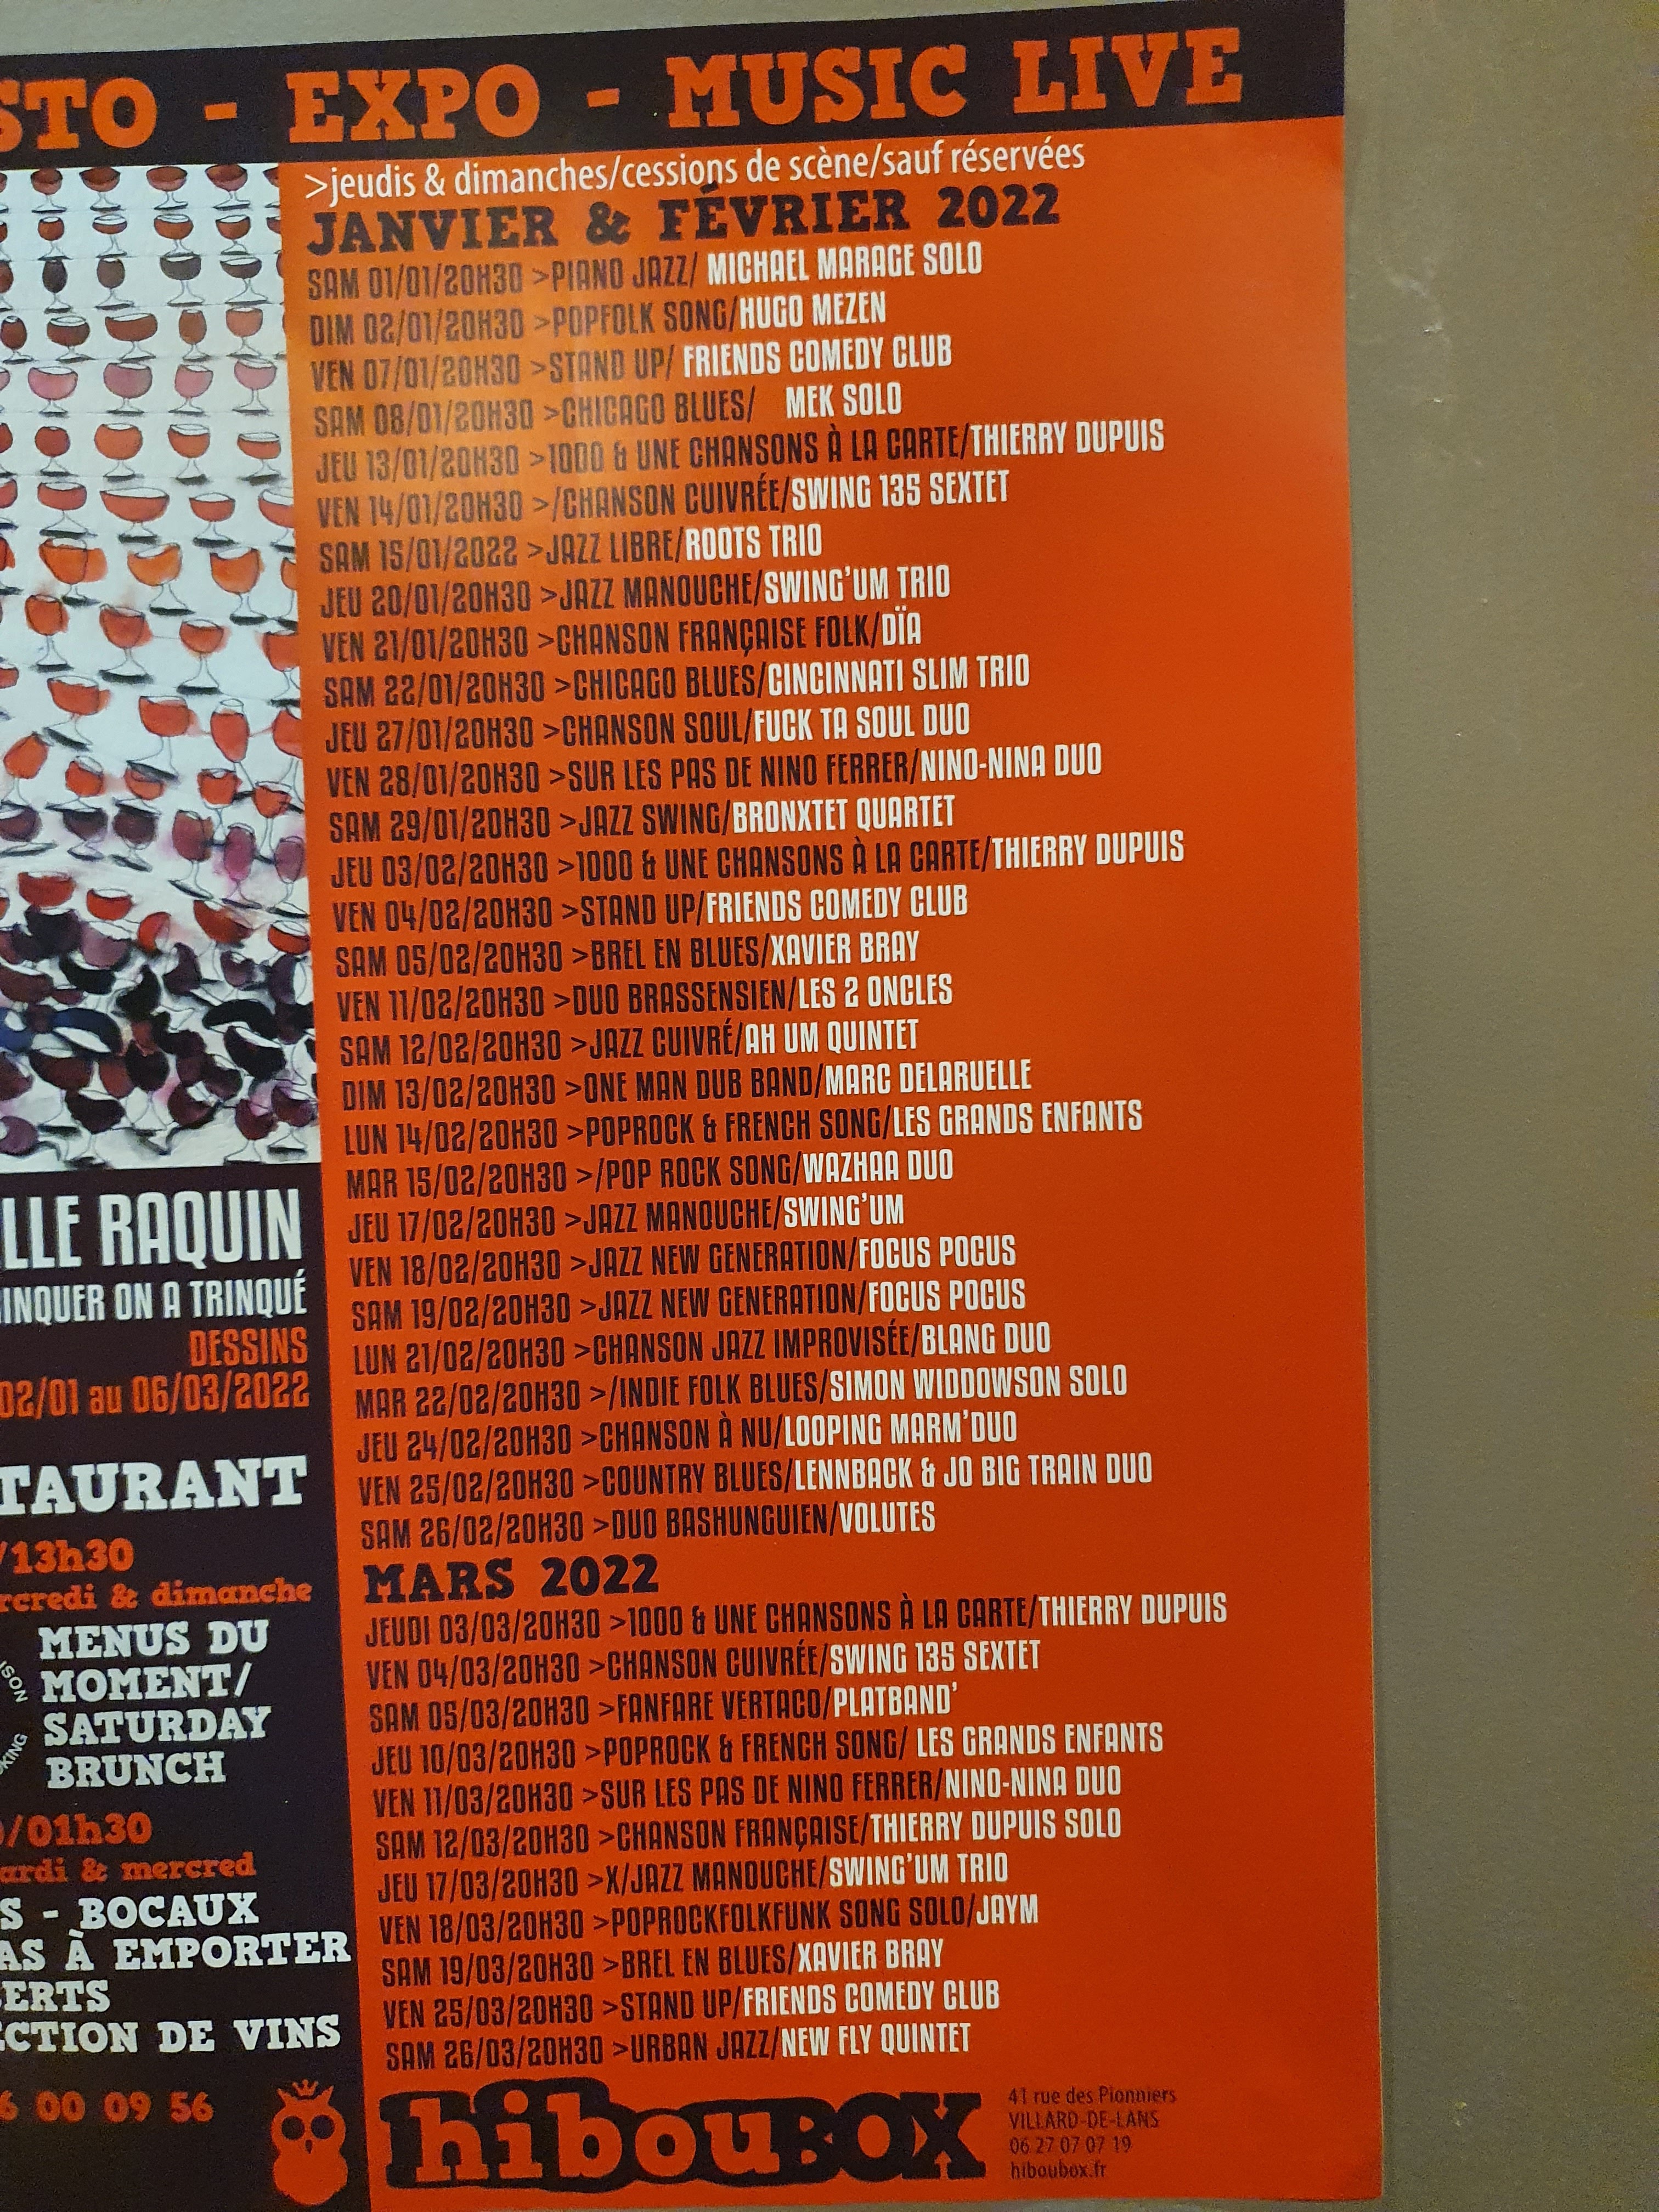 STO - EXPO - MUSIC LIVE
>jeudis & dimanches/cessions de scène/sauf réservées
JANVIER & FÉVRIER 2022
SAM 01/01/20H30 >PIANO JAZZ/ MICHAEL MARAGE SOLO
DIM 02/01/20H30 >POPFOLK SONG/HUGO MEZEN
VEN 07/01/20H30 >STAND UP/ FRIENDS COMEDY CLUB
SAM 08/01/20H30 >CHICAGO BLUES/ MEK SOLO
JEU 13/01/20H30 >1000 & UNE CHANSONS À LA CARTE/THIERRY DUPUIS
VEN 14/01/20H30 >/CHANSON CUIVRÉE/SWING 135 SEXTET
SAM 15/01/2022 >JAZZ LIBRE/ROOTS TRIO
JEU 20/01/20H30 >JAZZ MANOUCHE/SWING'UM TRIO
VEN 21/01/20H30 >CHANSON FRANÇAISE FOLK/DÏA
SAM 22/01/20H30 >CHICAGO BLUES/CINCINNATI SLIM TRIO
JEU 27/01/20H30 >CHANSON SOUL/FUCK TA SOUL DUO
VEN 28/01/20H30 >SUR LES PAS DE NINO FERRER/NINO-NINA DUO
SAM 29/01/20H30 >JAZZ SWING/BRONXTET QUARTET
JEU 03/02/20H30 >1000 & UNE CHANSONS À LA CARTE/THIERRY DUPUIS
VEN 04/02/20H30 >STAND UP/FRIENDS COMEDY CLUB
SAM 05/02/20H30 >BREL EN BLUES/XAVIER BRAY
VEN 11/02/20H30 >DUO BRASSENSIEN/LES 2 ONCLES
SAM 12/02/20H30 >JAZZ CUIVRÉ/AH UM QUINTET
DIM 13/02/20H30 >ONE MAN DUB BAND/MARC DELARUELLE
LUN 14/02/20H30 >POPROCK & FRENCH SONG/LES GRANDS ENFANTS
MAR 15/02/20H30 >/POP ROCK SONG/WAZHAA DUO
JEU 17/02/20H30 >JAZZ MANOUCHE/SWING'UM
VEN 18/02/20H30 >JAZZ NEW GENERATION/FOCUS POCUS
SAM 19/02/20H30 >JAZZ NEW GENERATION/FOCUS POCUS
LUN 21/02/20H30 >CHANSON JAZZ IMPROVISÉE/BLANG DUO
MAR 22/02/20H30 >/INDIE FOLK BLUES/SIMON WIDDOWSON SOLO
JEU 24/02/20H30 >CHANSON À NU/LOOPING MARM'DUO
VEN 25/02/20H30 >COUNTRY BLUES/LENNBACK & JO BIG TRAIN DUO
SAM 26/02/20H30 >DUO BASHUNGUIEN/VOLUTES
MARS 2022
JEUDI 03/03/20H30 >1000 & UNE CHANSONS À LA CARTE/THIERRY DUPUIS
VEN 04/03/20H30 >CHANSON CUIVRÉE/SWING 135 SEXTET
SAM 05/03/20H30 >FANFARE VERTACO/PLATBAND'
JEU 10/03/20H30 >POPROCK & FRENCH SONG/ LES GRANDS ENFANTS
VEN 11/03/20H30 >SUR LES PAS DE NINO FERRER/NINO-NINA DUO
SAM 12/03/20H30 >CHANSON FRANÇAISE/THIERRY DUPUIS SOLO
JEU 17/03/20H30 >X/JAZZ MANOUCHE/SWING'UM TRIO
VEN 18/03/20H30 >POPROCKFOLKFUNK SONG SOLO/JAYM
SAM 19/03/20H30 >BREL EN BLUES/XAVIER BRAY
VEN 25/03/20H30 >STAND UP/FRIENDS COMEDY CLUB
SAM 26/03/20H30 >URBAN JAZZ/NEW FLY QUINTET
hibouBOX
41 rue des Pionniers
VILLARD-DE-LANS
06 27 07 07 19
hiboubox.fr
LLE RAQUIN
INQUER ON A TRINQUÉ
DESSINS
02/01 au 06/03/2022
TAURANT
/13h30
rcredi & dimanche
MENUS DU
MOMENT/
SATURDAY
BRUNCH
/01h30
ardi & mercred
S - BOCAUX
AS À EMPORTER
ERTS
CTION DE VINS
6 00 09 56